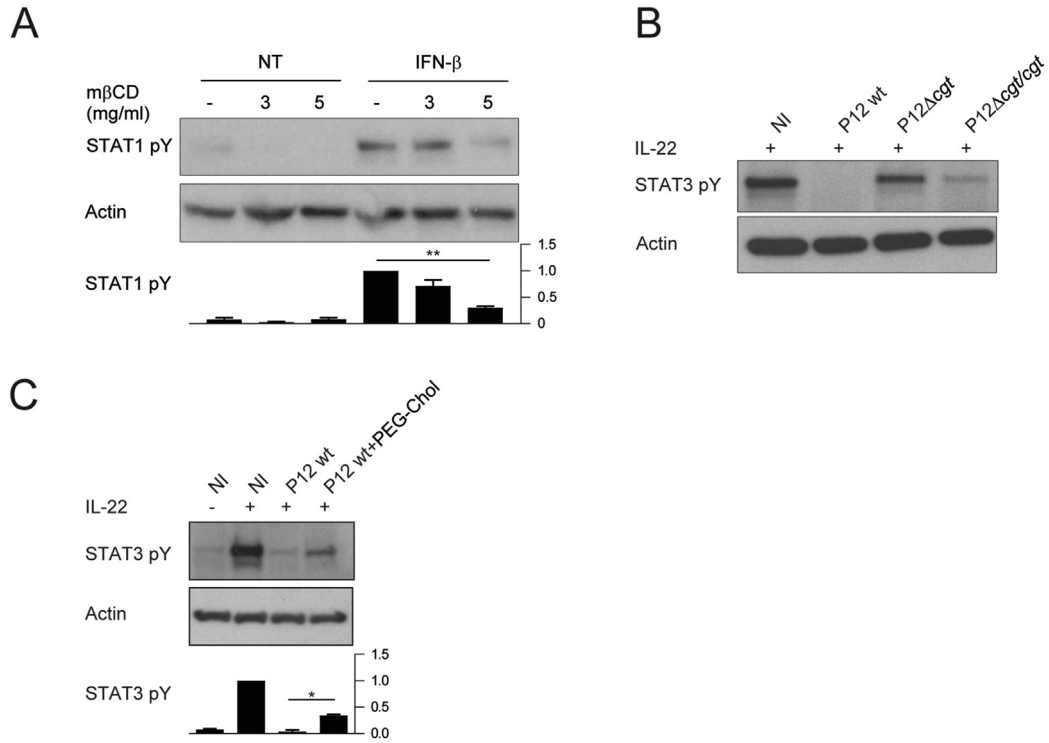 A
NT IFN-β
mβCD
(mg/ml)
- 3 5 - 3 5
STAT1 pY
Actin
STAT1 pY
**
1.5
1.0
0.5
0
B
NI P12 wt P12Δcgt P12Δcgt/cgt
IL-22 + + + +
STAT3 pY
Actin
C
NI NI P12 wt P12 wt+PEG-Chol
IL-22 - + + +
STAT3 pY
Actin
STAT3 pY
*
1.5
1.0
0.5
0.0